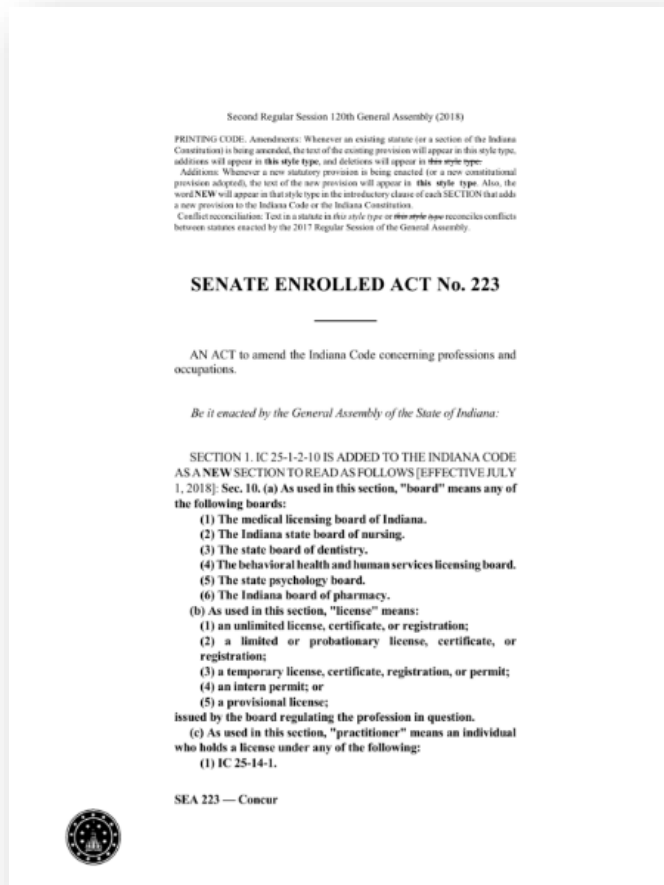 Second Regular Session 120th General Assembly (2018)
PRINTING CODE. Amendments: Whenever an existing statute (or a section of the Indiana
Constitution) is being amended, the text of the existing provision will appear in this style type,
additions will appear in this style type, and deletions will appear in this style type.
Additions: Whenever a new statutory provision is being enacted (or a new constitutional
provision adopted), the text of the new provision will appear in this style type. Also, the
word NEW will appear in that style type in the introductory clause of each SECTION that adds
a new provision to the Indiana Code or the Indiana Constitution.
Conflict reconciliation: Text in a statute in this style type or this style type reconciles conflicts
between statutes enacted by the 2017 Regular Session of the General Assembly.
SENATE ENROLLED ACT No. 223
AN ACT to amend the Indiana Code concerning professions and
occupations.
Be it enacted by the General Assembly of the State of Indiana:
SECTION 1. IC 25-1-2-10 IS ADDED TO THE INDIANA CODE
AS A NEW SECTION TO READ AS FOLLOWS [EFFECTIVE JULY
1, 2018]: Sec. 10. (a) As used in this section, "board" means any of
the following boards:
(1) The medical licensing board of Indiana.
(2) The Indiana state board of nursing.
(3) The state board of dentistry.
(4) The behavioral health and human services licensing board.
(5) The state psychology board.
(6) The Indiana board of pharmacy.
(b) As used in this section, "license" means:
(1) an unlimited license, certificate, or registration;
(2) a limited or probationary license, certificate, or
registration;
(3) a temporary license, certificate, registration, or permit;
(4) an intern permit; or
(5) a provisional license;
issued by the board regulating the profession in question.
(c) As used in this section, "practitioner" means an individual
who holds a license under any of the following:
(1) IC 25-14-1.
SEA 223 — Concur